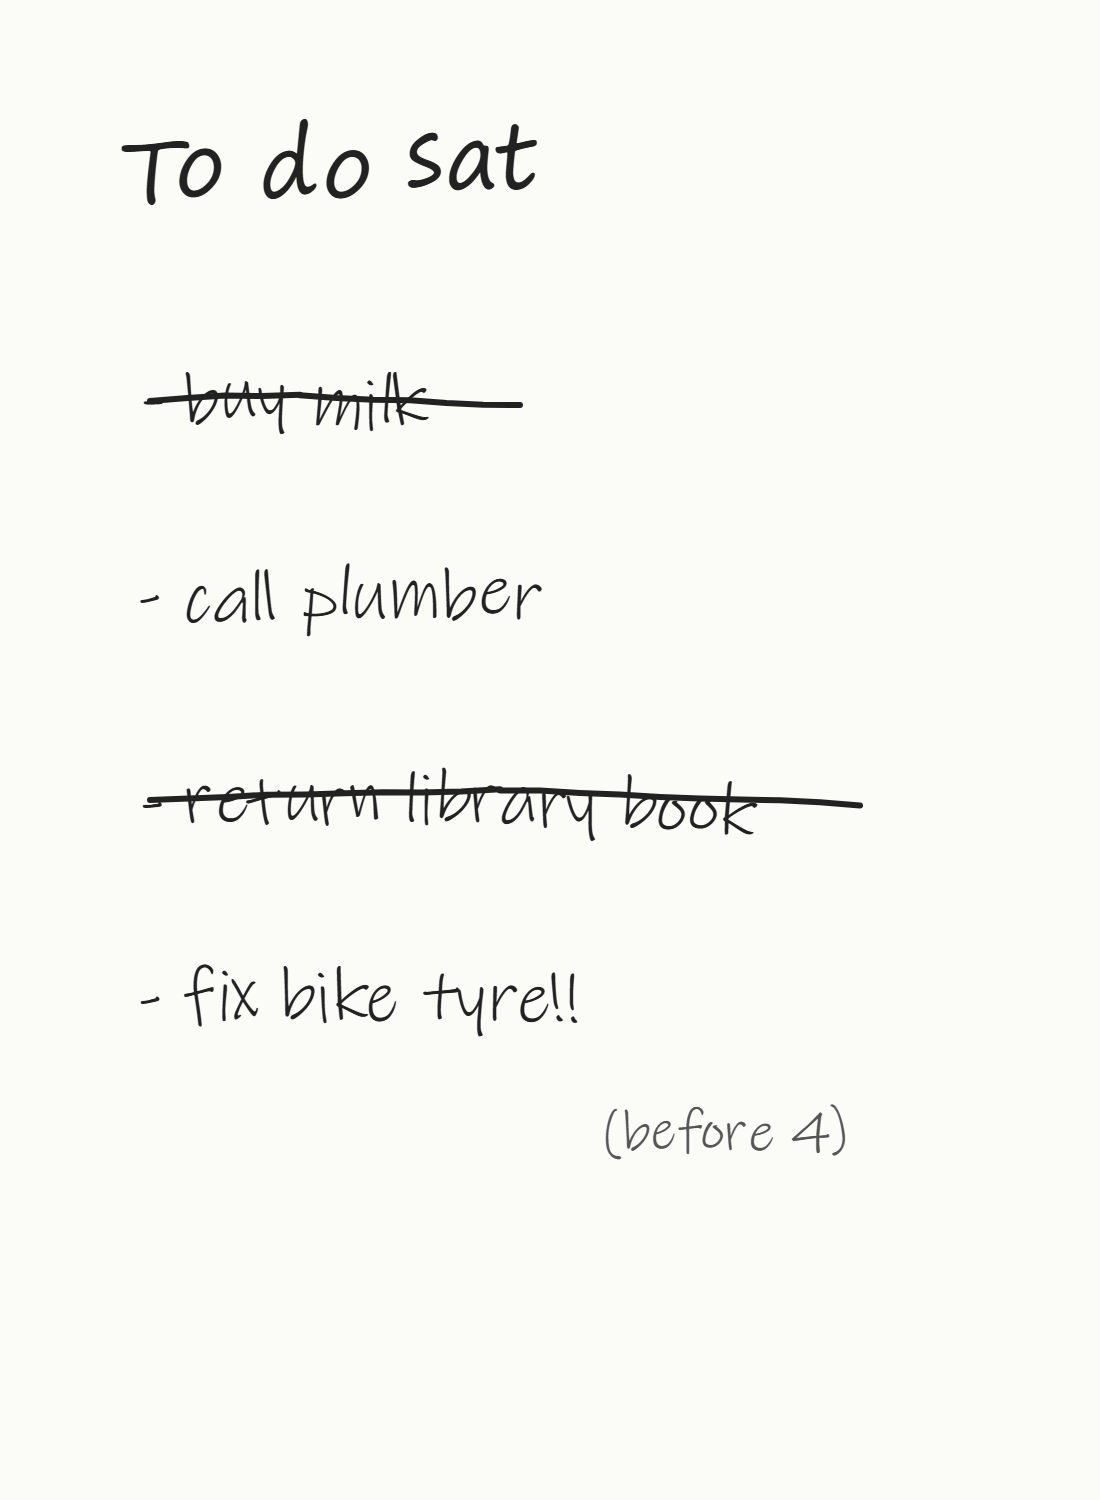 To do sat
- buy milk
- call plumber
- return library book
- fix bike tyre!!
(before 4)